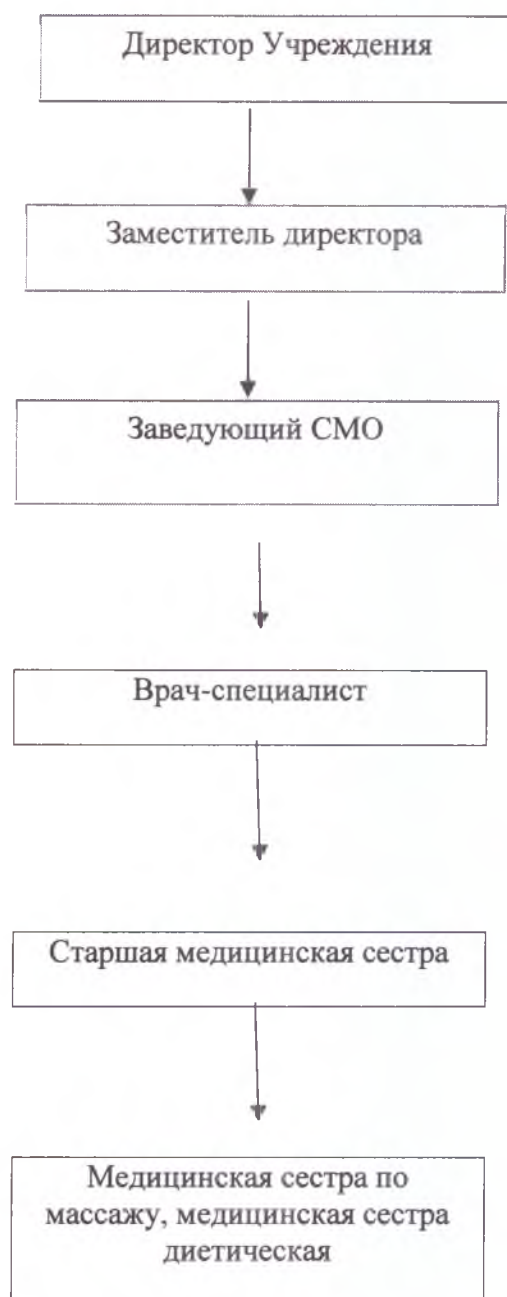 Директор Учреждения
Заместитель директора
Заведующий СМО
Врач-специалист
Старшая медицинская сестра
Медицинская сестра по
массажу, медицинская сестра
диетическая